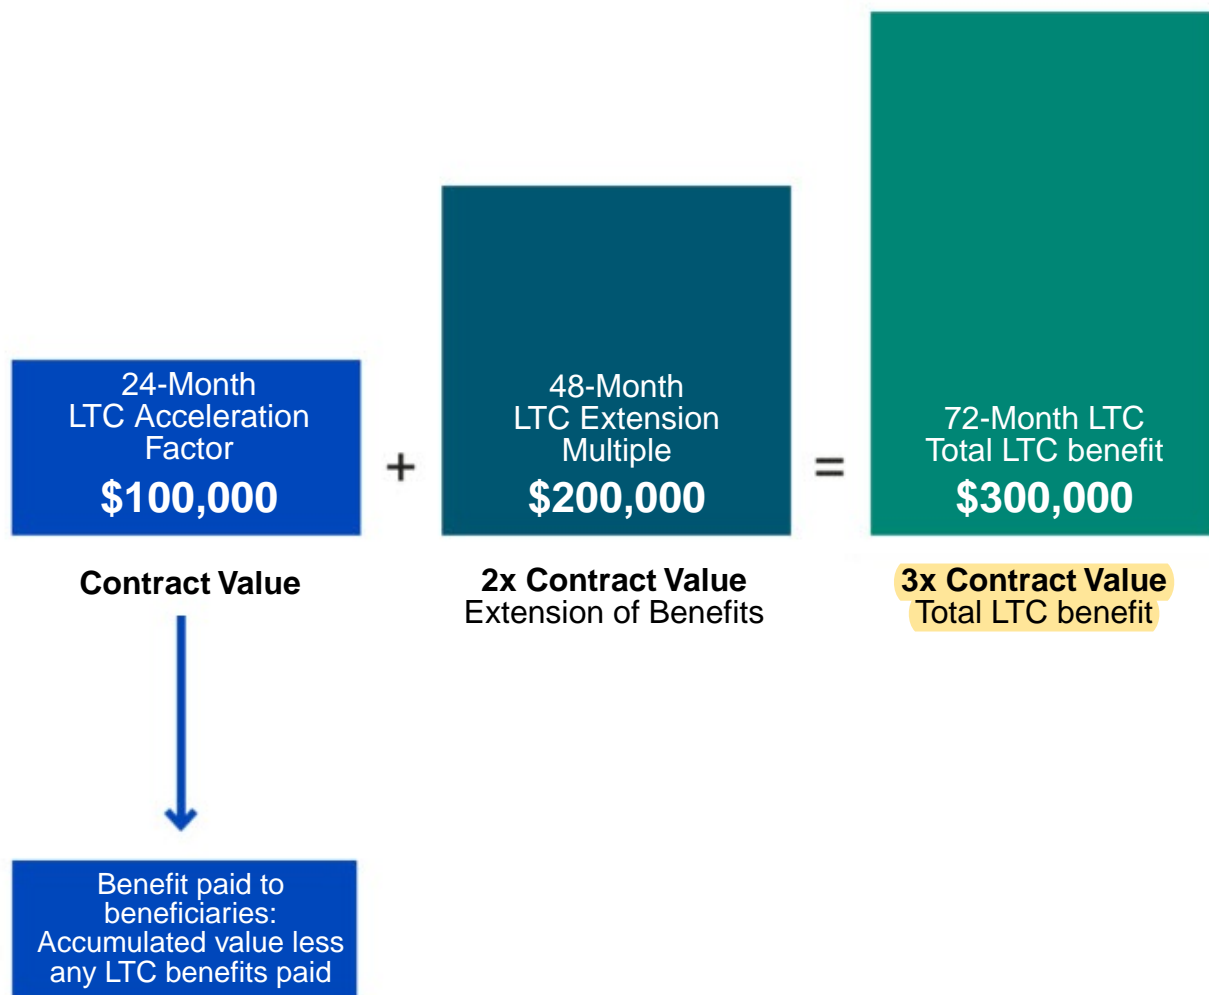 24-Month
LTC Acceleration
Factor
$100,000
+
48-Month
LTC Extension
Multiple
$200,000
=
72-Month LTC
Total LTC benefit
$300,000
Contract Value
2x Contract Value
Extension of Benefits
3x Contract Value
Total LTC benefit
Benefit paid to
beneficiaries:
Accumulated value less
any LTC benefits paid